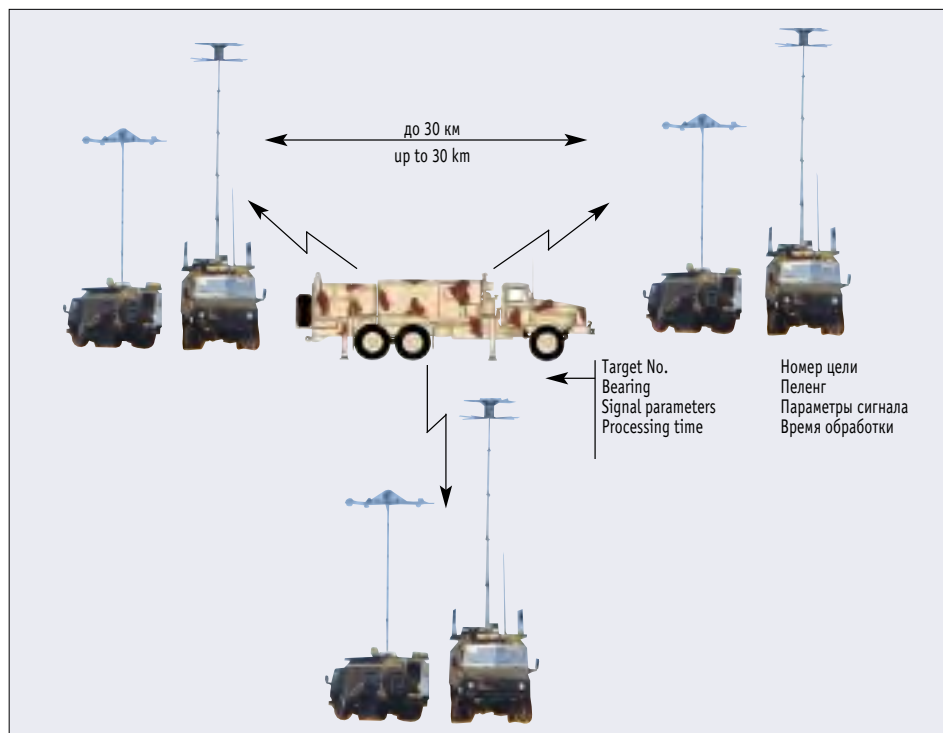 до 30 км
up to 30 km
Target No.
Bearing
Signal parameters
Processing time
Номер цели
Пеленг
Параметры сигнала
Время обработки